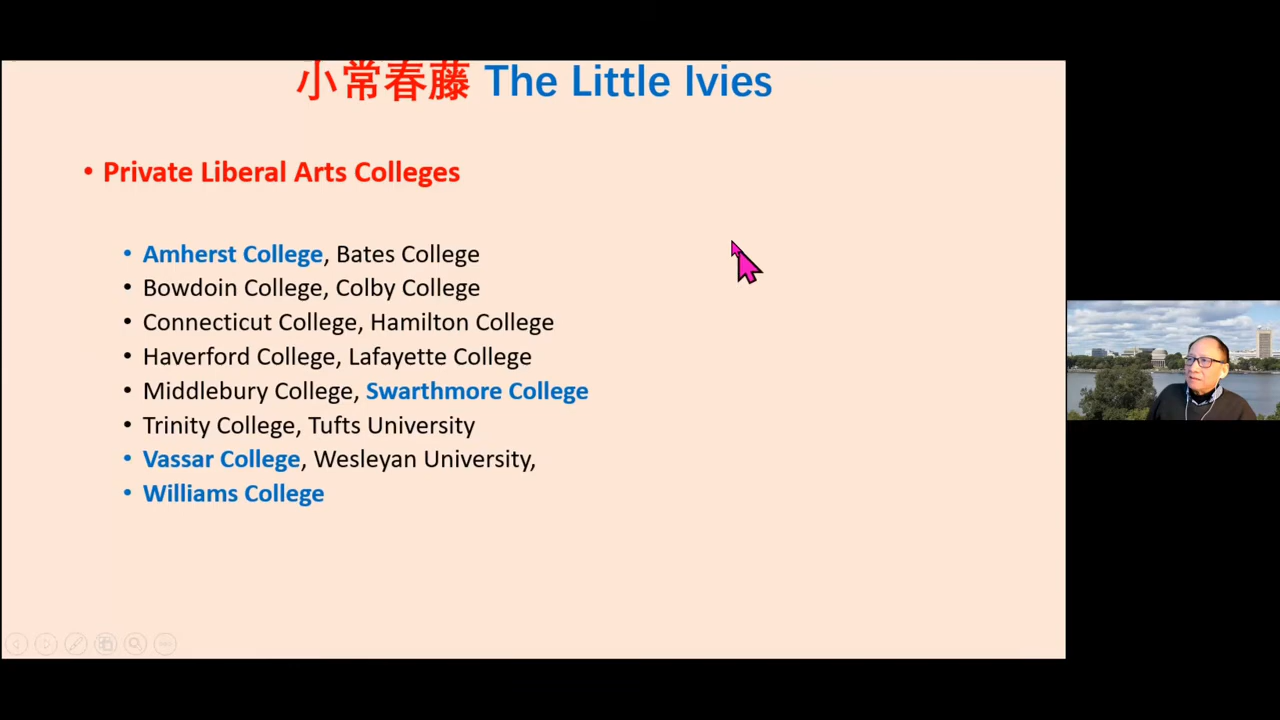 小常春藤 The Little Ivies
• Private Liberal Arts Colleges
• Amherst College, Bates College
• Bowdoin College, Colby College
• Connecticut College, Hamilton College
• Haverford College, Lafayette College
• Middlebury College, Swarthmore College
• Trinity College, Tufts University
• Vassar College, Wesleyan University,
• Williams College